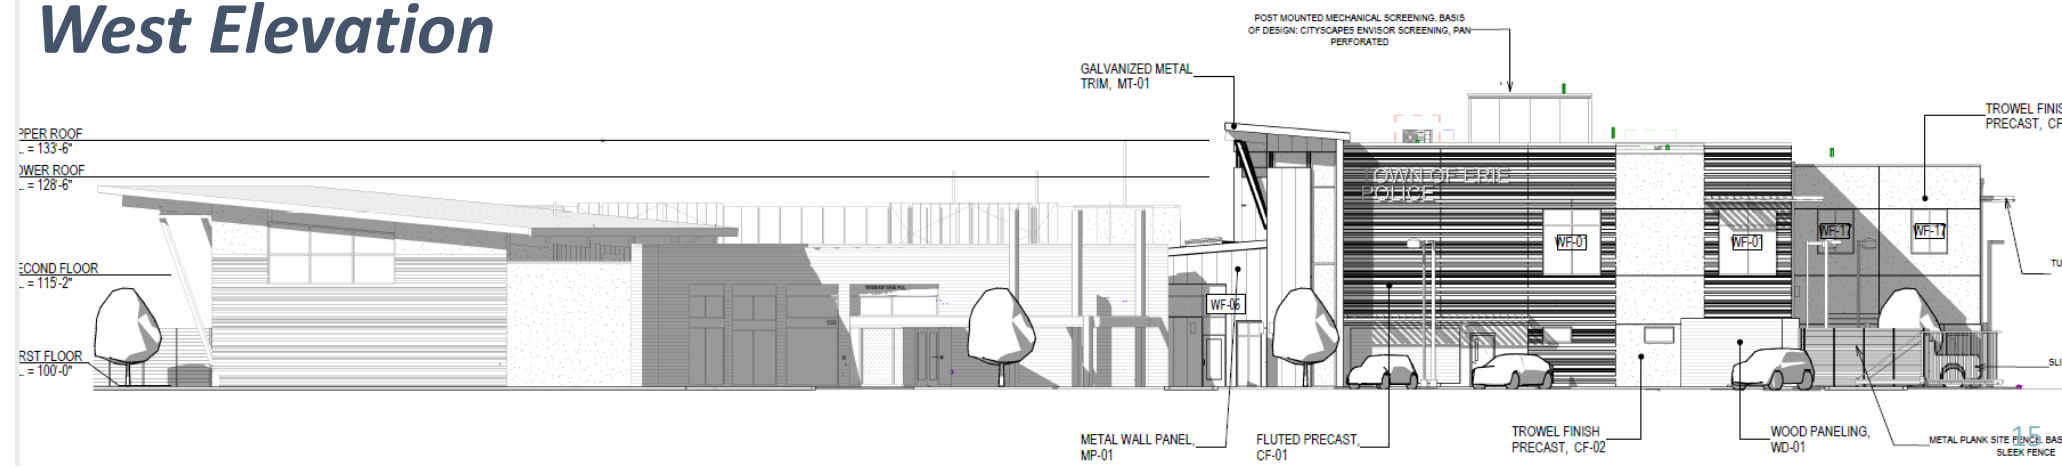 West Elevation
POST MOUNTED MECHANICAL SCREENING. BASIS
OF DESIGN: CITYSCAPES ENVISOR SCREENING, PAN
PERFORATED
GALVANIZED METAL
TRIM, MT-01
TROWEL FINIS
PRECAST, CF
PPER ROOF
= 133'-6"
OWER ROOF
= 128'-6"
TOWN OF ERIE
POLICE
WF-01
WF-01
WF-17
WF-17
ECOND FLOOR
= 115'-2"
TU
WF-06
RST FLOOR
= 100'-0"
SLI
METAL WALL PANEL,
MP-01
FLUTED PRECAST,
CF-01
TROWEL FINISH
PRECAST, CF-02
WOOD PANELING,
WD-01
METAL PLANK SITE FENCE. BAS
SLEEK FENCE
15